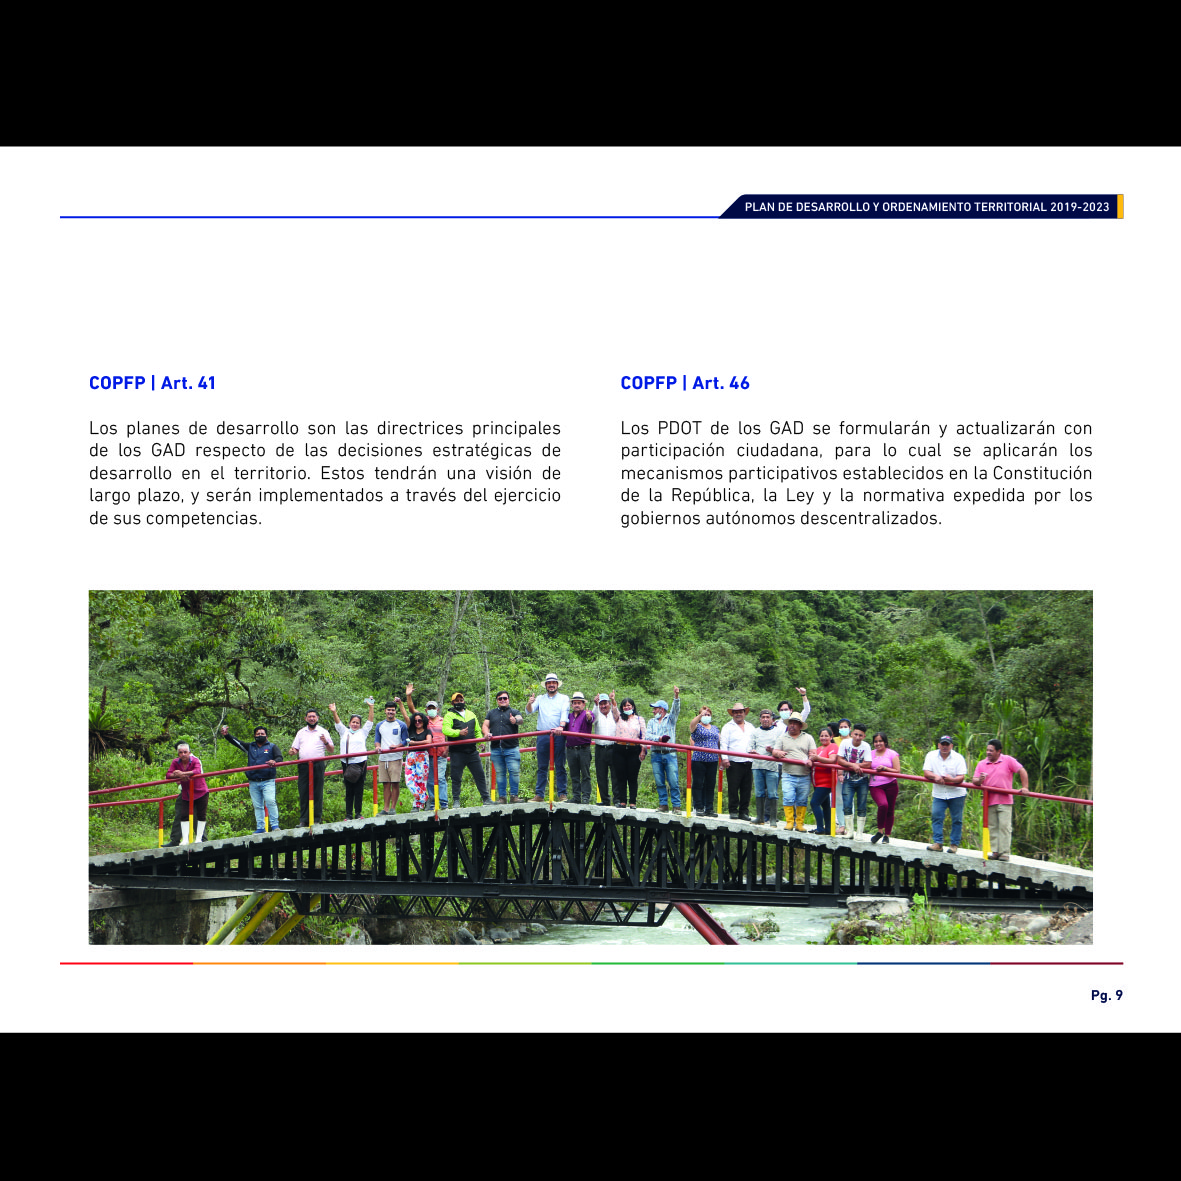 PLAN DE DESARROLLO Y ORDENAMIENTO TERRITORIAL 2019-2023
COPFP | Art. 41
Los planes de desarrollo son las directrices principales
de los GAD respecto de las decisiones estratégicas de
desarrollo en el territorio. Estos tendrán una visión de
largo plazo, y serán implementados a través del ejercicio
de sus competencias.
COPFP | Art. 46
Los PDOT de los GAD se formularán y actualizarán con
participación ciudadana, para lo cual se aplicarán los
mecanismos participativos establecidos en la Constitución
de la República, la Ley y la normativa expedida por los
gobiernos autónomos descentralizados.
Pg. 9